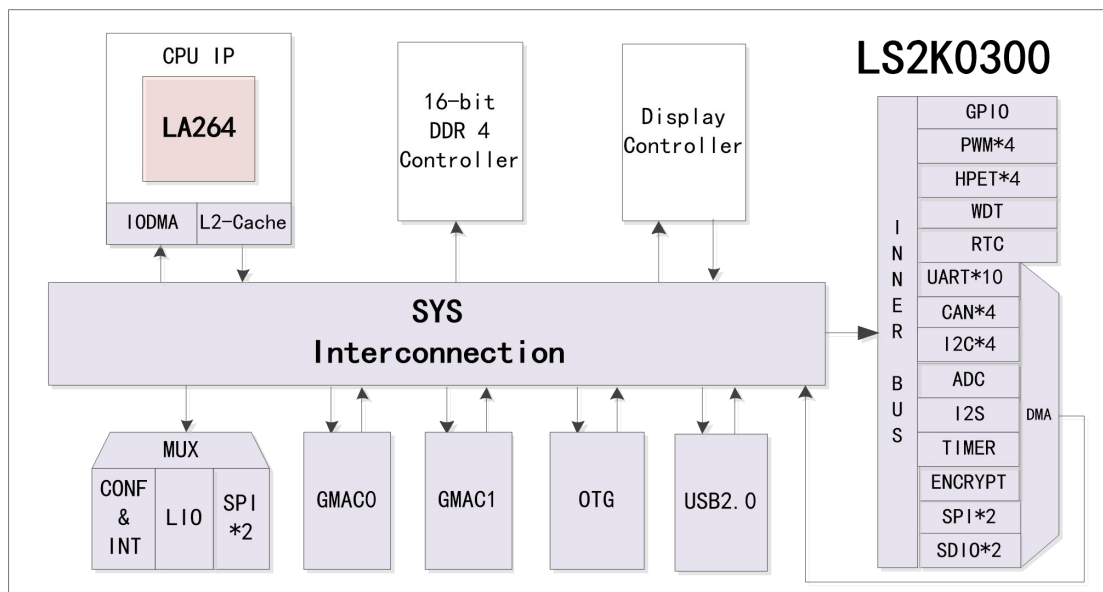 LS2K0300
CPU IP
LA264
IODMA
L2-Cache
16-bit
DDR 4
Controller
Display
Controller
SYS
Interconnection
MUX
CONF
&
INT
LIO
SPI
*2
GMAC0
GMAC1
OTG
USB2.0
INNER BUS
GPIO
PWM*4
HPET*4
WDT
RTC
UART*10
CAN*4
I2C*4
ADC
I2S
TIMER
ENCRYPT
SPI*2
SDIO*2
DMA